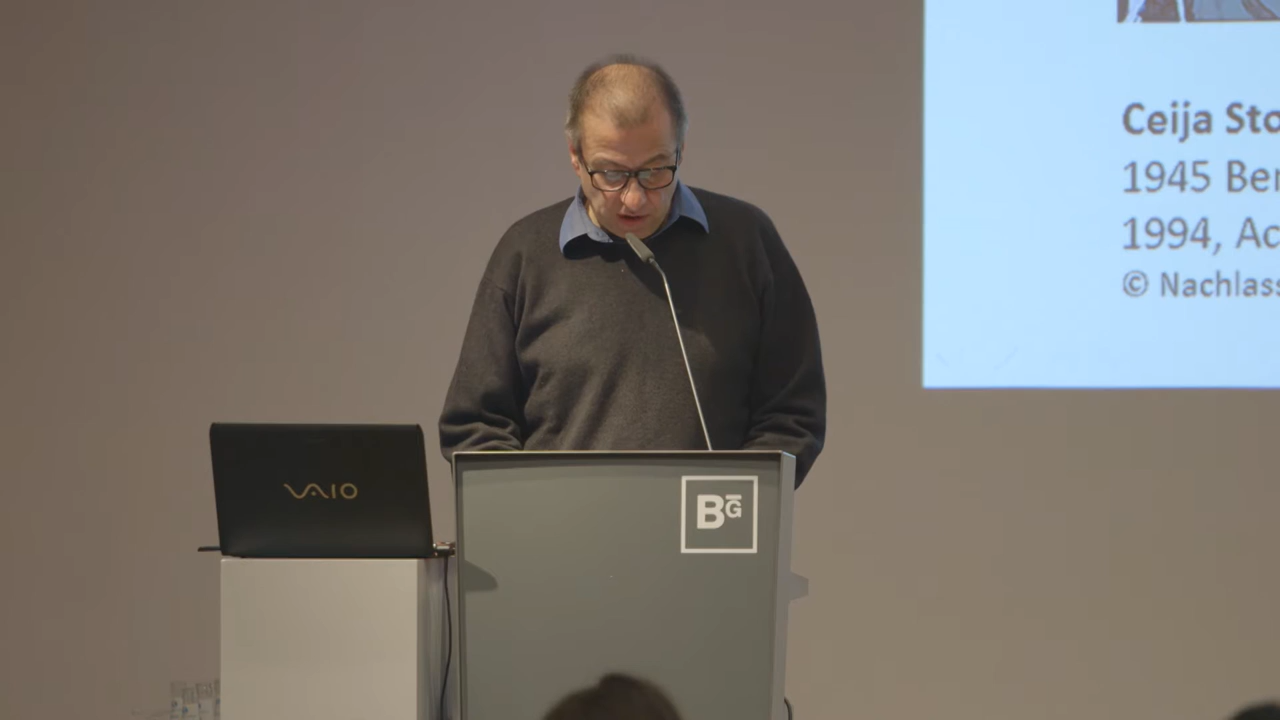 Ceija Sto
1945 Ber
1994, Ac
© Nachlass
VAIO
BG